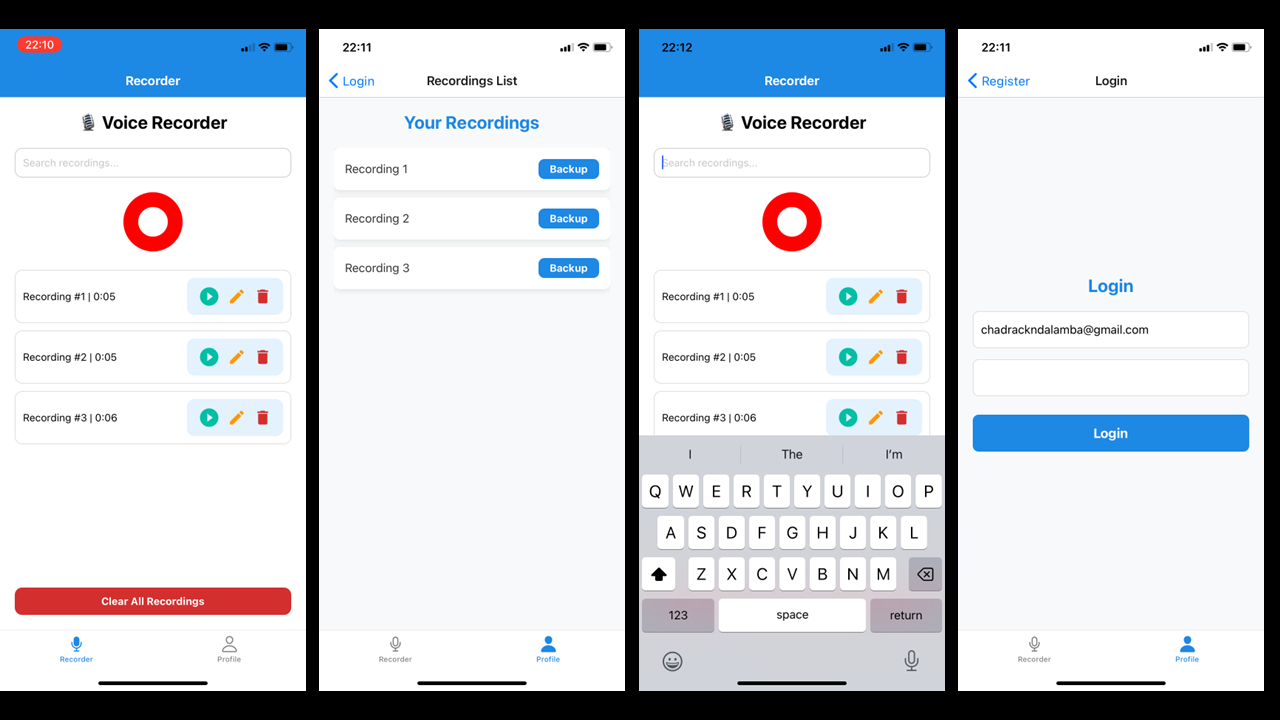 22:10
Recorder
Voice Recorder
Search recordings...
Recording #1 | 0:05
Recording #2 | 0:05
Recording #3 | 0:06
Clear All Recordings
Recorder
Profile
22:11
Login
Recordings List
Your Recordings
Recording 1
Backup
Recording 2
Backup
Recording 3
Backup
Recorder
Profile
22:12
Recorder
Voice Recorder
Search recordings...
Recording #1 | 0:05
Recording #2 | 0:05
Recording #3 | 0:06
I The I'm
Q W E R T Y U I O P
A S D F G H J K L
Z X C V B N M
123 space return
22:11
Register
Login
Login
chadrackndalamba@gmail.com
Login
Recorder
Profile